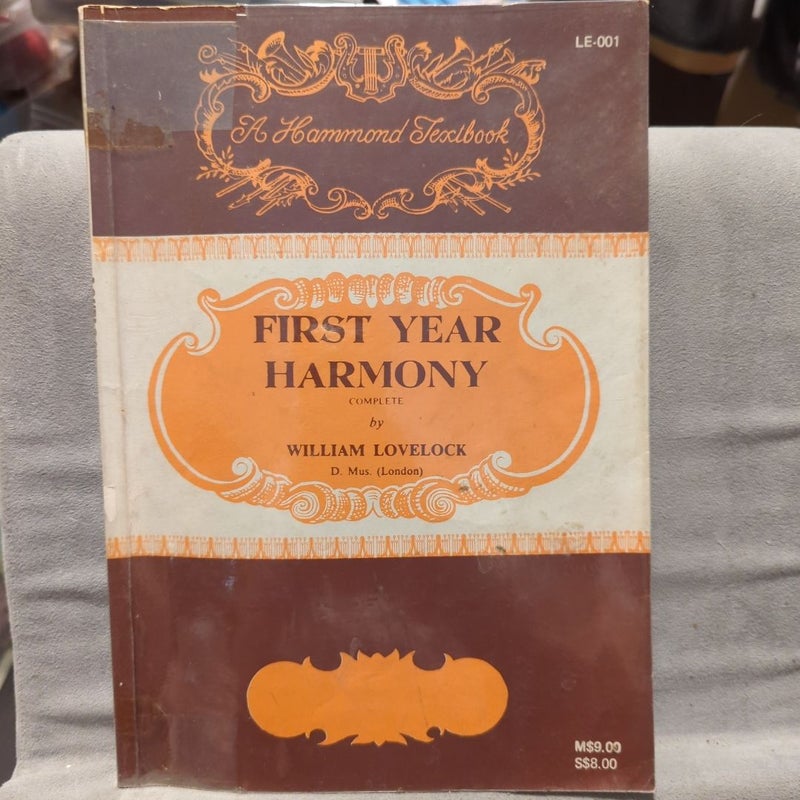 LE-001
A Hammond Textbook
FIRST YEAR
HARMONY
COMPLETE
by
WILLIAM LOVELOCK
D. Mus. (London)
M$9.00
S$8.00